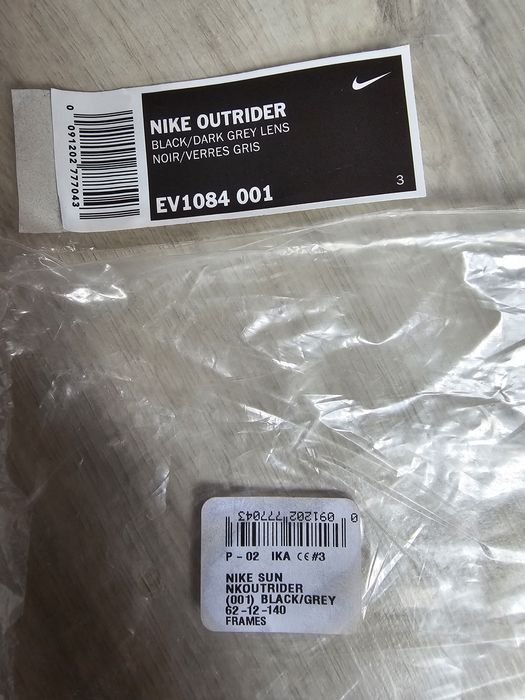 NIKE OUTRIDER
BLACK/DARK GREY LENS
NOIR/VERRES GRIS
EV1084 001
3
0 091202 777043
0 091202 777043
P - 02 IKA CE #3
NIKE SUN
NKOUTRIDER
(001) BLACK/GREY
62-12-140
FRAMES